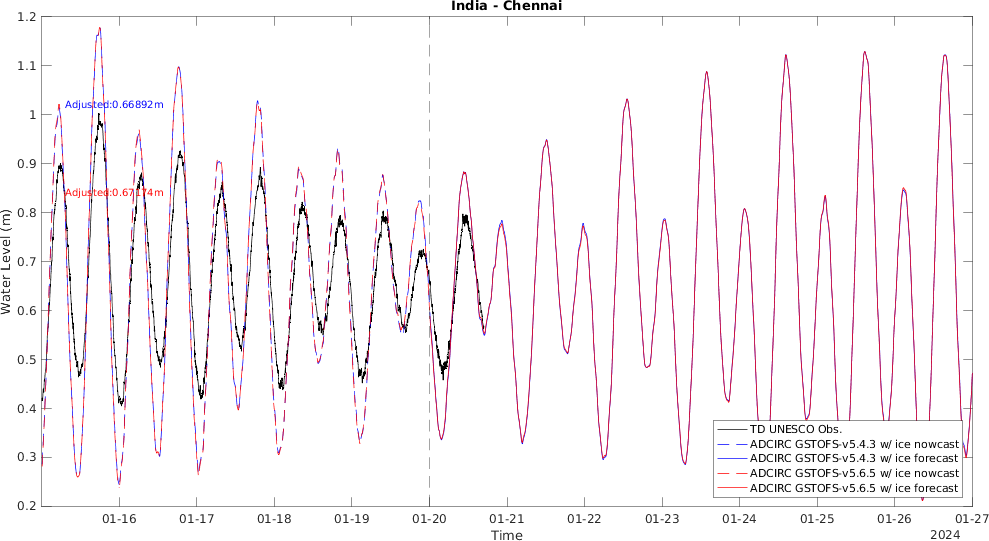 India - Chennai
Water Level (m)
1.2
1.1
1
0.9
0.8
0.7
0.6
0.5
0.4
0.3
0.2
Adjusted:0.66892m
Adjusted:0.67174m
TD UNESCO Obs.
ADCIRC GSTOFS-v5.4.3 w/ ice nowcast
ADCIRC GSTOFS-v5.4.3 w/ ice forecast
ADCIRC GSTOFS-v5.6.5 w/ ice nowcast
ADCIRC GSTOFS-v5.6.5 w/ ice forecast
01-16 01-17 01-18 01-19 01-20 01-21 01-22 01-23 01-24 01-25 01-26 01-27
Time
2024